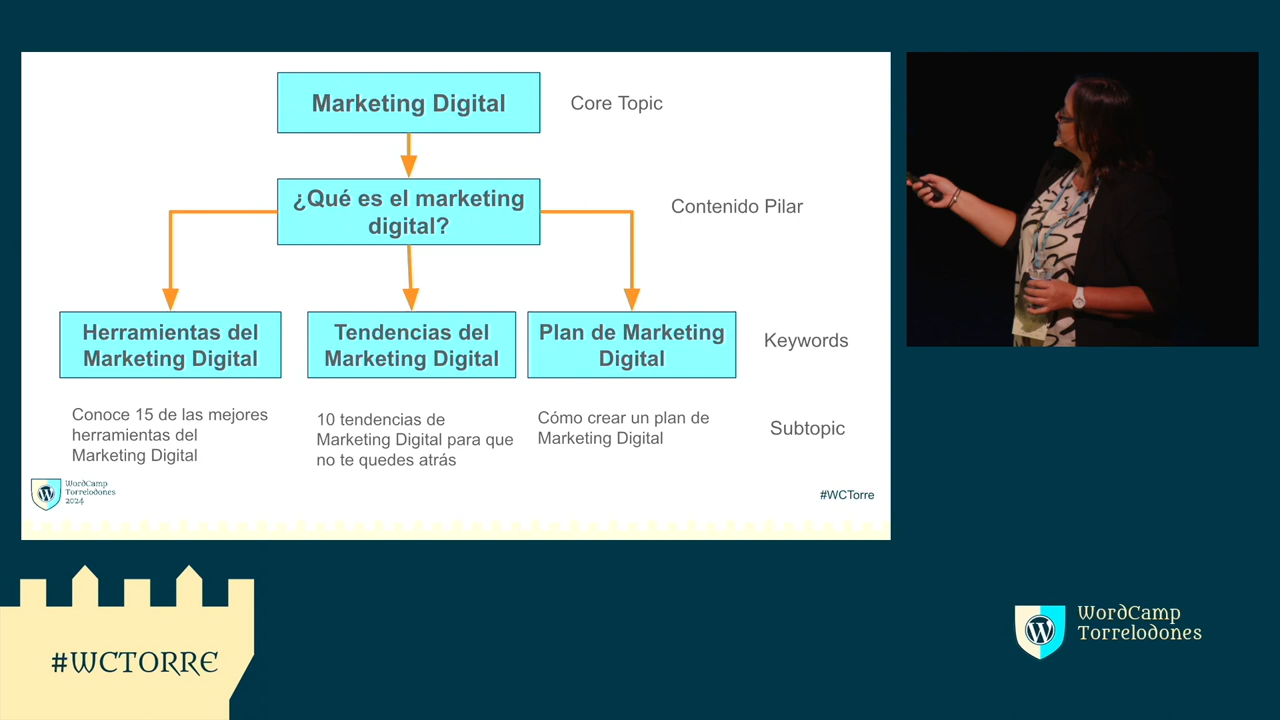 Marketing Digital
Core Topic
¿Qué es el marketing
digital?
Contenido Pilar
Herramientas del
Marketing Digital
Tendencias del
Marketing Digital
Plan de Marketing
Digital
Keywords
Conoce 15 de las mejores
herramientas del
Marketing Digital
10 tendencias de
Marketing Digital para que
no te quedes atrás
Cómo crear un plan de
Marketing Digital
Subtopic
WordCamp
Torrelodones
2024
#WCTorre
#WCTORRE
WordCamp
Torrelodones